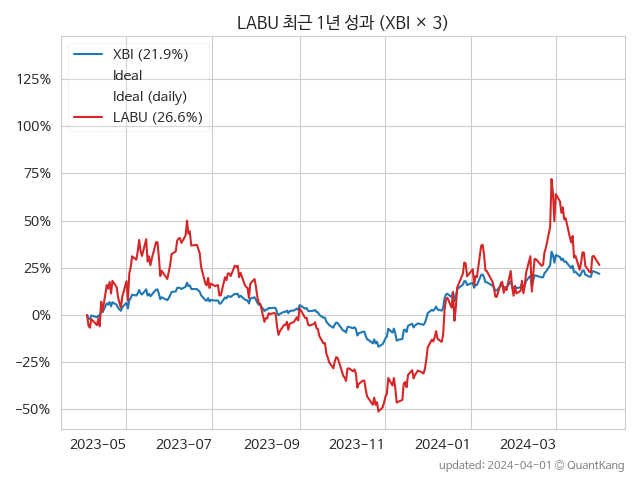 LABU 최근 1년 성과 (XBI × 3)
XBI (21.9%)
Ideal
Ideal (daily)
LABU (26.6%)
125%
100%
75%
50%
25%
0%
−25%
−50%
2023-05 2023-07 2023-09 2023-11 2024-01 2024-03
updated: 2024-04-01 © QuantKang